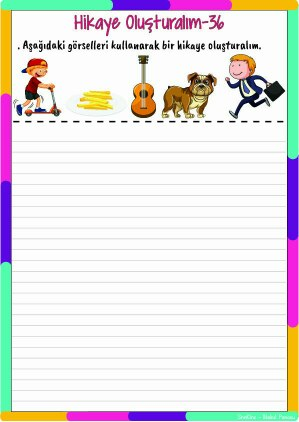 Hikaye Oluşturalım-36
. Aşağıdaki görselleri kullanarak bir hikaye oluşturalım.